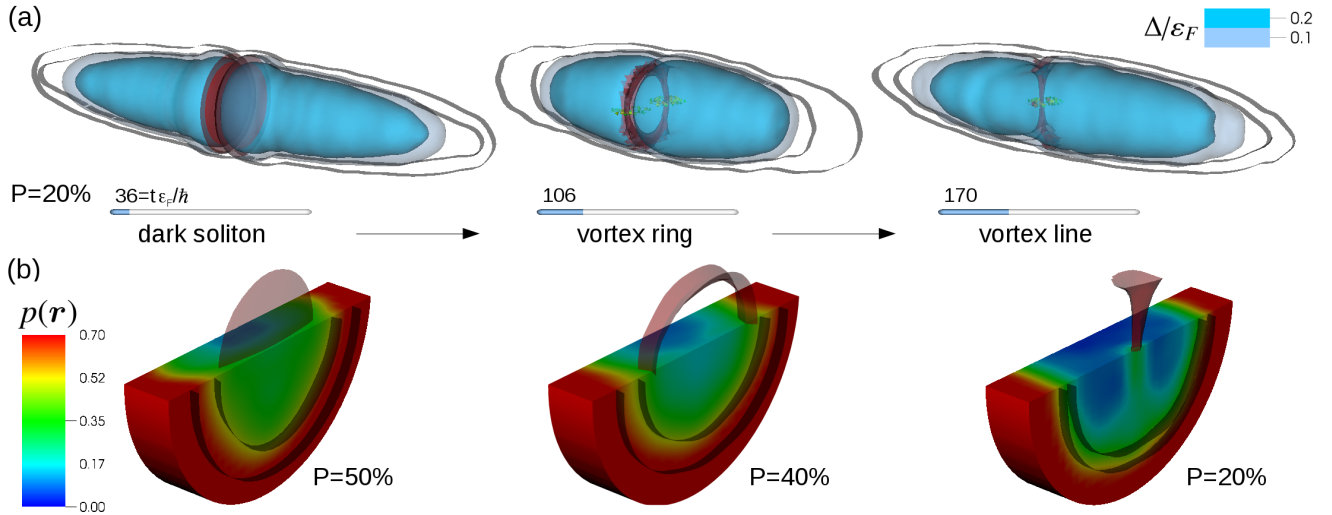 (a)
Δ/ε_F
0.2
0.1
P=20%
36=tε_F/ħ
106
170
dark soliton
vortex ring
vortex line
(b)
p(r)
0.70
0.52
0.35
0.17
0.00
P=50%
P=40%
P=20%